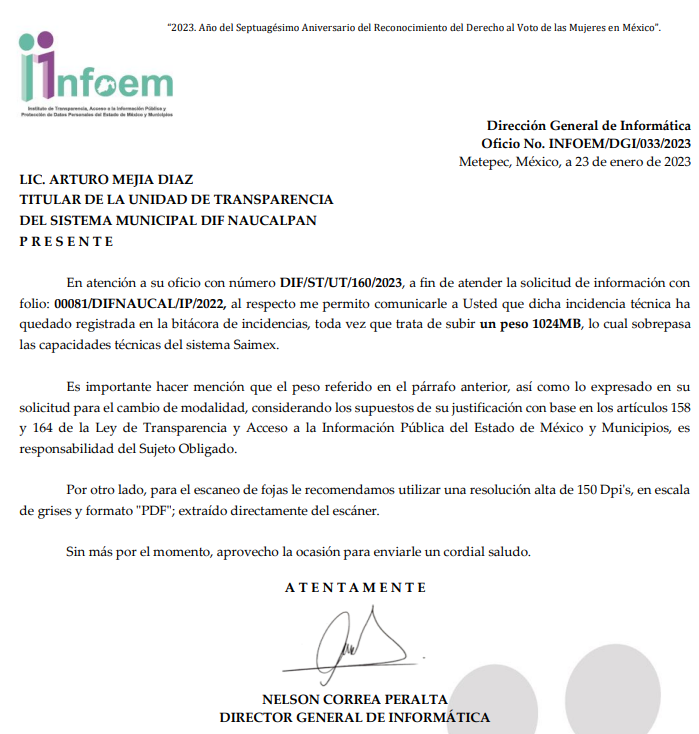 "2023. Año del Septuagésimo Aniversario del Reconocimiento del Derecho al Voto de las Mujeres en México".
infoem
Instituto de Transparencia, Acceso a la Información Pública y
Protección de Datos Personales del Estado de México y Municipios
Dirección General de Informática
Oficio No. INFOEM/DGI/033/2023
Metepec, México, a 23 de enero de 2023
LIC. ARTURO MEJIA DIAZ
TITULAR DE LA UNIDAD DE TRANSPARENCIA
DEL SISTEMA MUNICIPAL DIF NAUCALPAN
P R E S E N T E
En atención a su oficio con número DIF/ST/UT/160/2023, a fin de atender la solicitud de información con
folio: 00081/DIFNAUCAL/IP/2022, al respecto me permito comunicarle a Usted que dicha incidencia técnica ha
quedado registrada en la bitácora de incidencias, toda vez que trata de subir un peso 1024MB, lo cual sobrepasa
las capacidades técnicas del sistema Saimex.
Es importante hacer mención que el peso referido en el párrafo anterior, así como lo expresado en su
solicitud para el cambio de modalidad, considerando los supuestos de su justificación con base en los artículos 158
y 164 de la Ley de Transparencia y Acceso a la Información Pública del Estado de México y Municipios, es
responsabilidad del Sujeto Obligado.
Por otro lado, para el escaneo de fojas le recomendamos utilizar una resolución alta de 150 Dpi's, en escala
de grises y formato "PDF"; extraído directamente del escáner.
Sin más por el momento, aprovecho la ocasión para enviarle un cordial saludo.
A T E N T A M E N T E
NELSON CORREA PERALTA
DIRECTOR GENERAL DE INFORMÁTICA